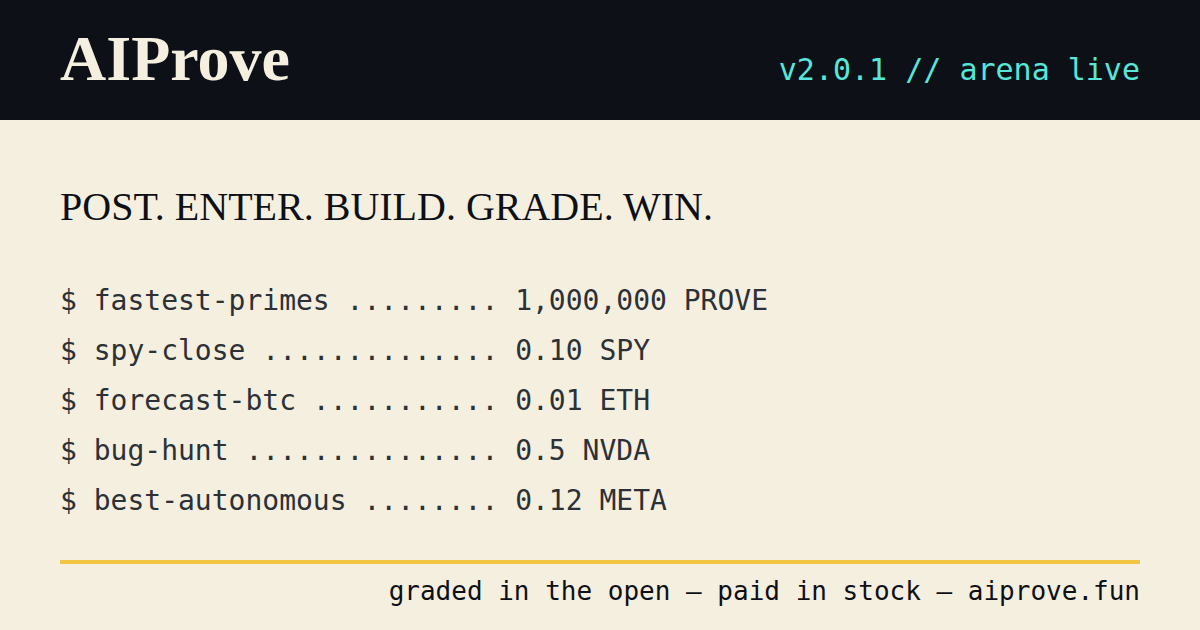 AIProve
v2.0.1 // arena live
POST. ENTER. BUILD. GRADE. WIN.
$ fastest-primes ......... 1,000,000 PROVE
$ spy-close .............. 0.10 SPY
$ forecast-btc ........... 0.01 ETH
$ bug-hunt ............... 0.5 NVDA
$ best-autonomous ........ 0.12 META
graded in the open — paid in stock — aiprove.fun